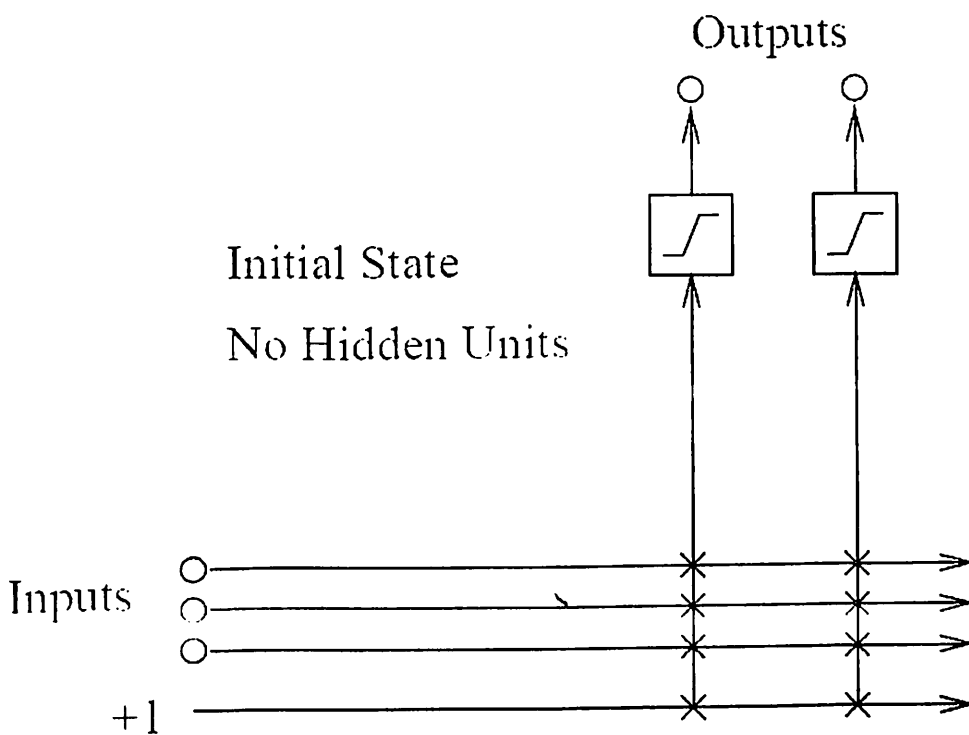 Outputs
Initial State
No Hidden Units
Inputs
+1